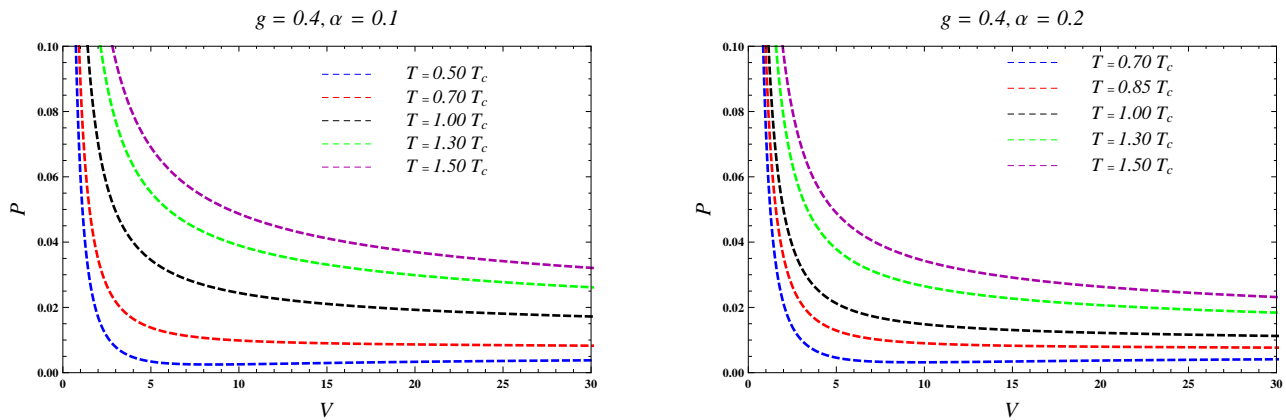 g = 0.4, α = 0.1
0.10
0.08
0.06
0.04
0.02
0.00
P
T = 0.50 T_c
T = 0.70 T_c
T = 1.00 T_c
T = 1.30 T_c
T = 1.50 T_c
0 5 10 15 20 25 30
V
g = 0.4, α = 0.2
0.10
0.08
0.06
0.04
0.02
0.00
P
T = 0.70 T_c
T = 0.85 T_c
T = 1.00 T_c
T = 1.30 T_c
T = 1.50 T_c
0 5 10 15 20 25 30
V